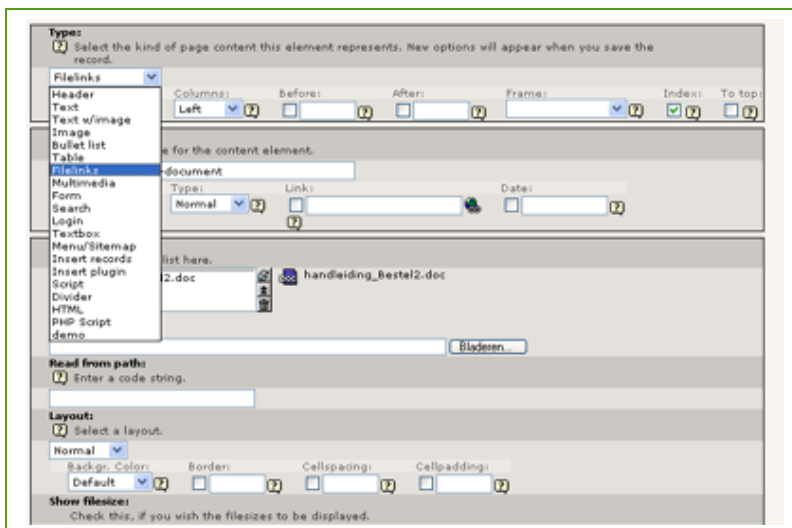 Type:
Select the kind of page content this element represents. New options will appear when you save the
record.
Filelinks
Columns: Before: After: Frame: Index: To top:
Left
Header
Text
Text w/image
Image
Bullet list
Table
Filelinks
Multimedia
Form
Search
Login
Textbox
Menu/Sitemap
Insert records
Insert plugin
Script
Divider
HTML
PHP Script
demo
e for the content element.
-document
Type: Link: Date:
Normal
list here.
l2.doc
handleiding_Bestel2.doc
Bladeren...
Read from path:
Enter a code string.
Layout:
Select a layout.
Normal
Backgr. Color: Border: Cellspacing: Cellpadding:
Default
Show filesize:
Check this, if you wish the filesizes to be displayed.